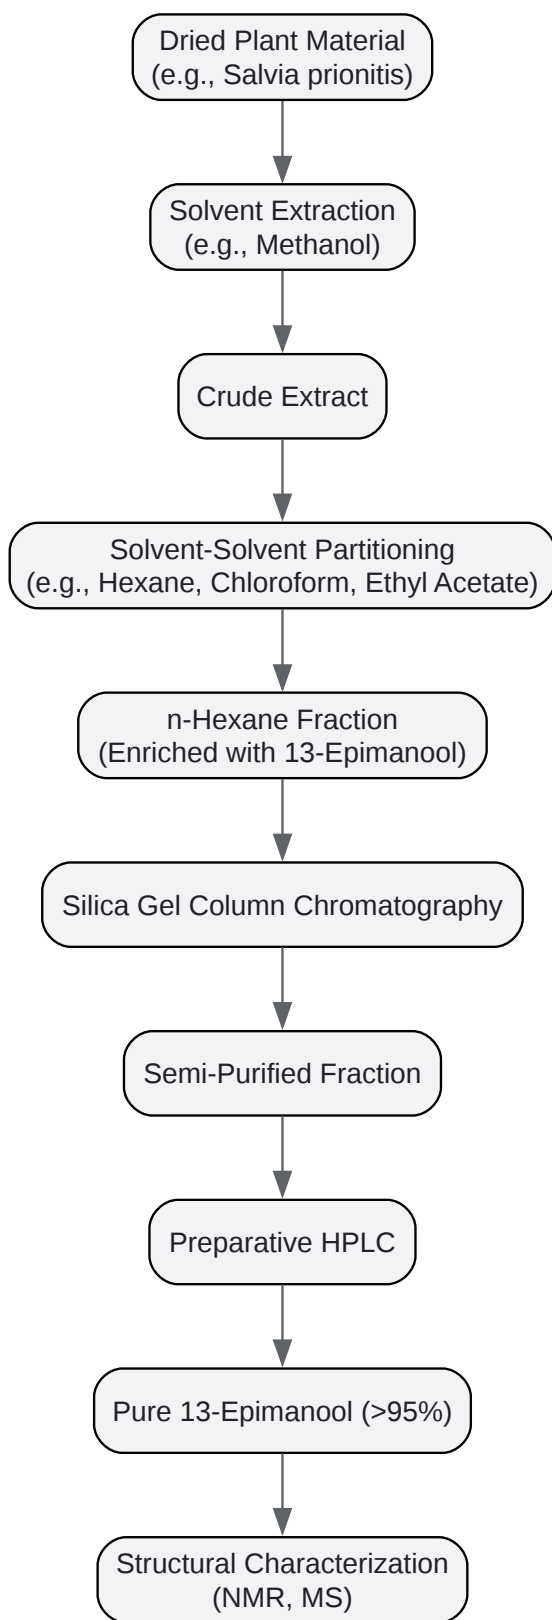 Dried Plant Material
(e.g., Salvia prionitis)
Solvent Extraction
(e.g., Methanol)
Crude Extract
Solvent-Solvent Partitioning
(e.g., Hexane, Chloroform, Ethyl Acetate)
n-Hexane Fraction
(Enriched with 13-Epimanool)
Silica Gel Column Chromatography
Semi-Purified Fraction
Preparative HPLC
Pure 13-Epimanool (>95%)
Structural Characterization
(NMR, MS)